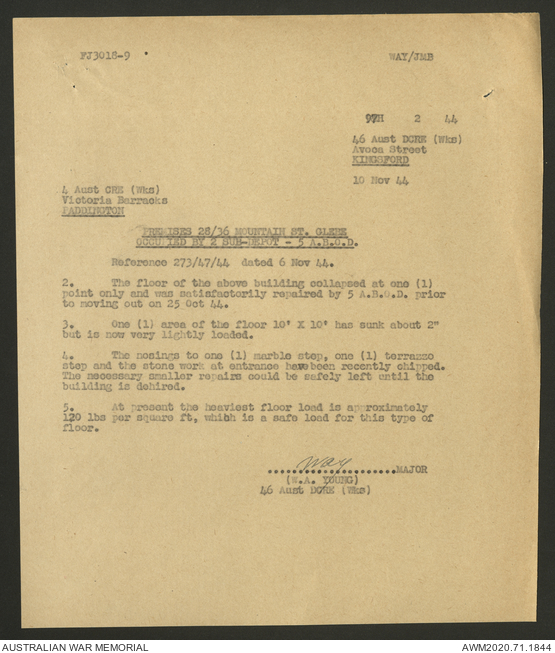 FJ3018-9 WAY/JMB
97H 2 44
46 Aust DCRE (Wks)
Avoca Street
KINGSFORD
10 Nov 44
4 Aust CRE (Wks)
Victoria Barracks
PADDINGTON
PREMISES 28/36 MOUNTAIN ST. GLEBE
OCCUPIED BY 2 SUB-DEPOT - 5 A.B.O.D.
Reference 273/47/44 dated 6 Nov 44.
2. The floor of the above building collapsed at one (1)
point only and was satisfactorily repaired by 5 A.B.O.D. prior
to moving out on 25 Oct 44.
3. One (1) area of the floor 10' X 10' has sunk about 2"
but is now very lightly loaded.
4. The nosings to one (1) marble step, one (1) terrazzo
step and the stone work at entrance havebeen recently chipped.
The necessary smaller repairs could be safely left until the
building is dehired.
5. At present the heaviest floor load is approximately
120 lbs per square ft, which is a safe load for this type of
floor.
WAY
........................MAJOR
(W.A. YOUNG)
46 Aust DCRE (Wks)
AUSTRALIAN WAR MEMORIAL AWM2020.71.1844